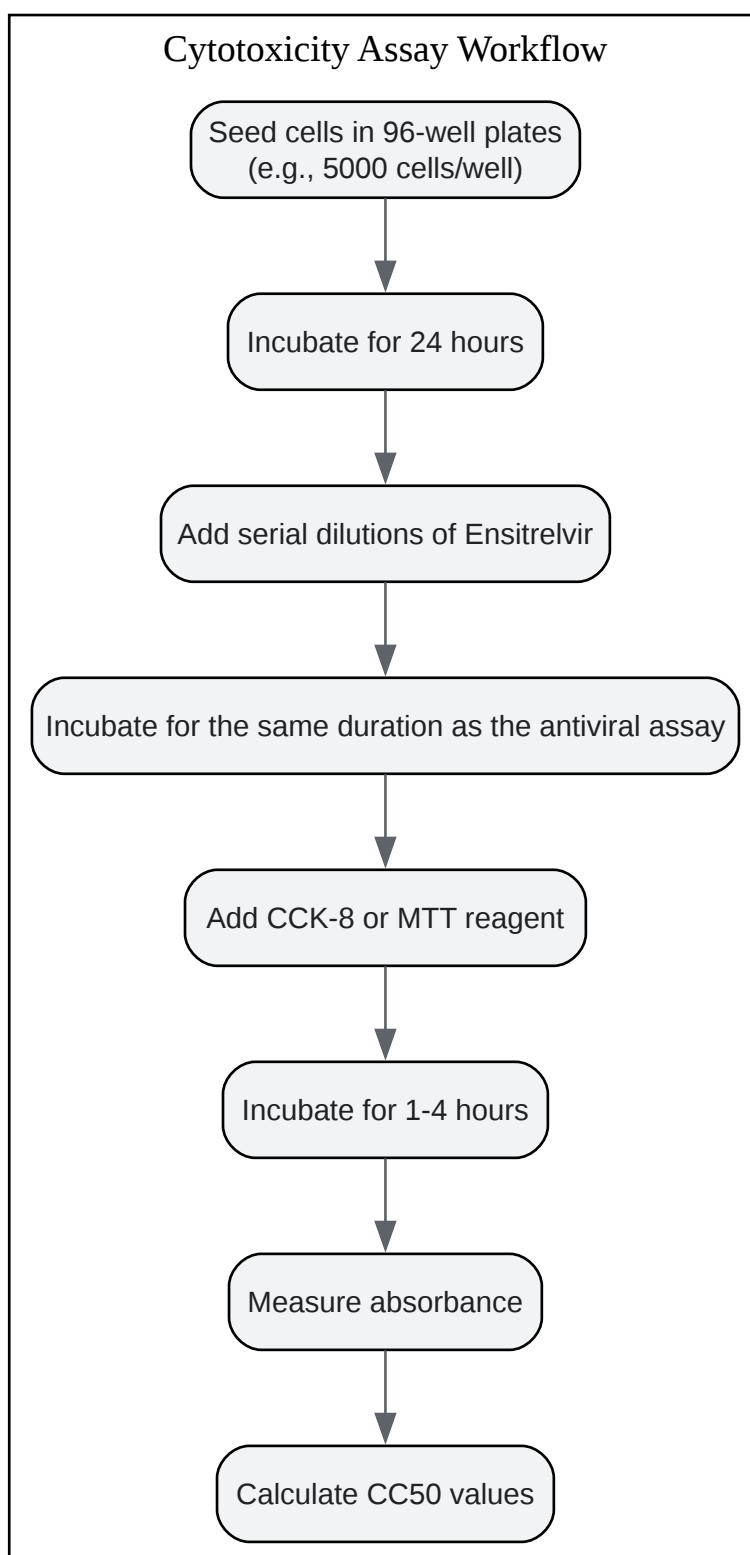 Cytotoxicity Assay Workflow
Seed cells in 96-well plates
(e.g., 5000 cells/well)
Incubate for 24 hours
Add serial dilutions of Ensitrelvir
Incubate for the same duration as the antiviral assay
Add CCK-8 or MTT reagent
Incubate for 1-4 hours
Measure absorbance
Calculate CC50 values